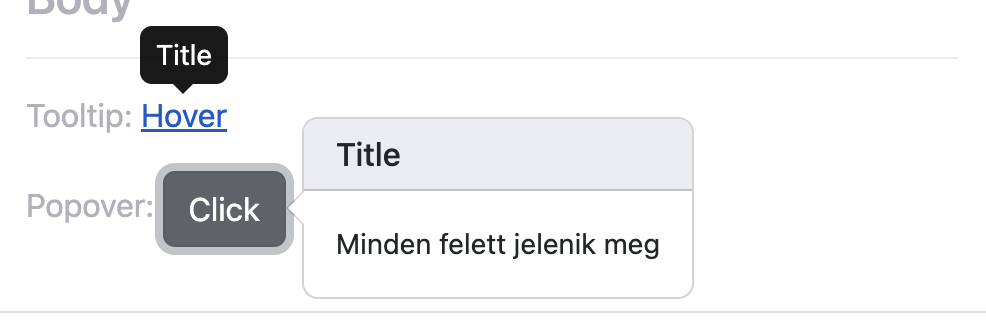 Body
Title
Tooltip: Hover
Title
Popover: Click
Minden felett jelenik meg